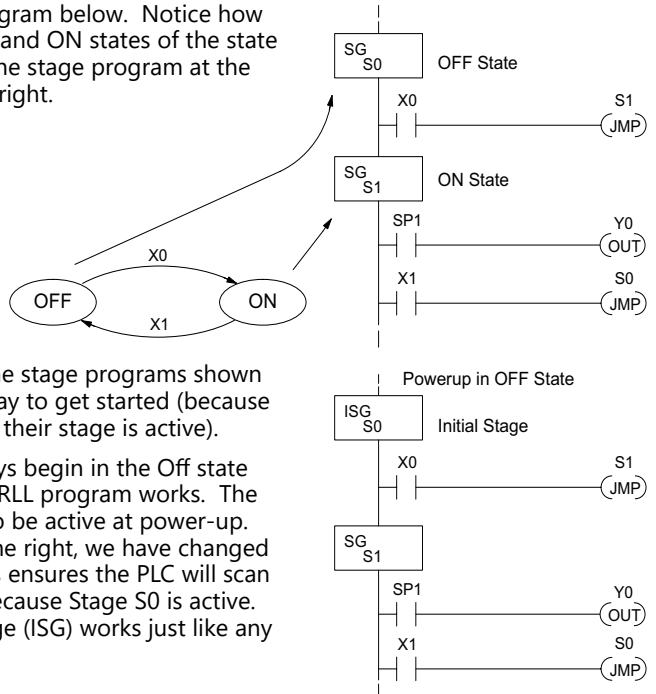 gram below. Notice how
and ON states of the state
ne stage program at the
right.
SG
S0
OFF State
X0
S1
JMP
SG
S1
ON State
SP1
Y0
OUT
X1
S0
JMP
X0
OFF
ON
X1
ne stage programs shown
ay to get started (because
their stage is active).
ys begin in the Off state
RLL program works. The
o be active at power-up.
ne right, we have changed
s ensures the PLC will scan
ecause Stage S0 is active.
ge (ISG) works just like any
Powerup in OFF State
ISG
S0
Initial Stage
X0
S1
JMP
SG
S1
SP1
Y0
OUT
X1
S0
JMP